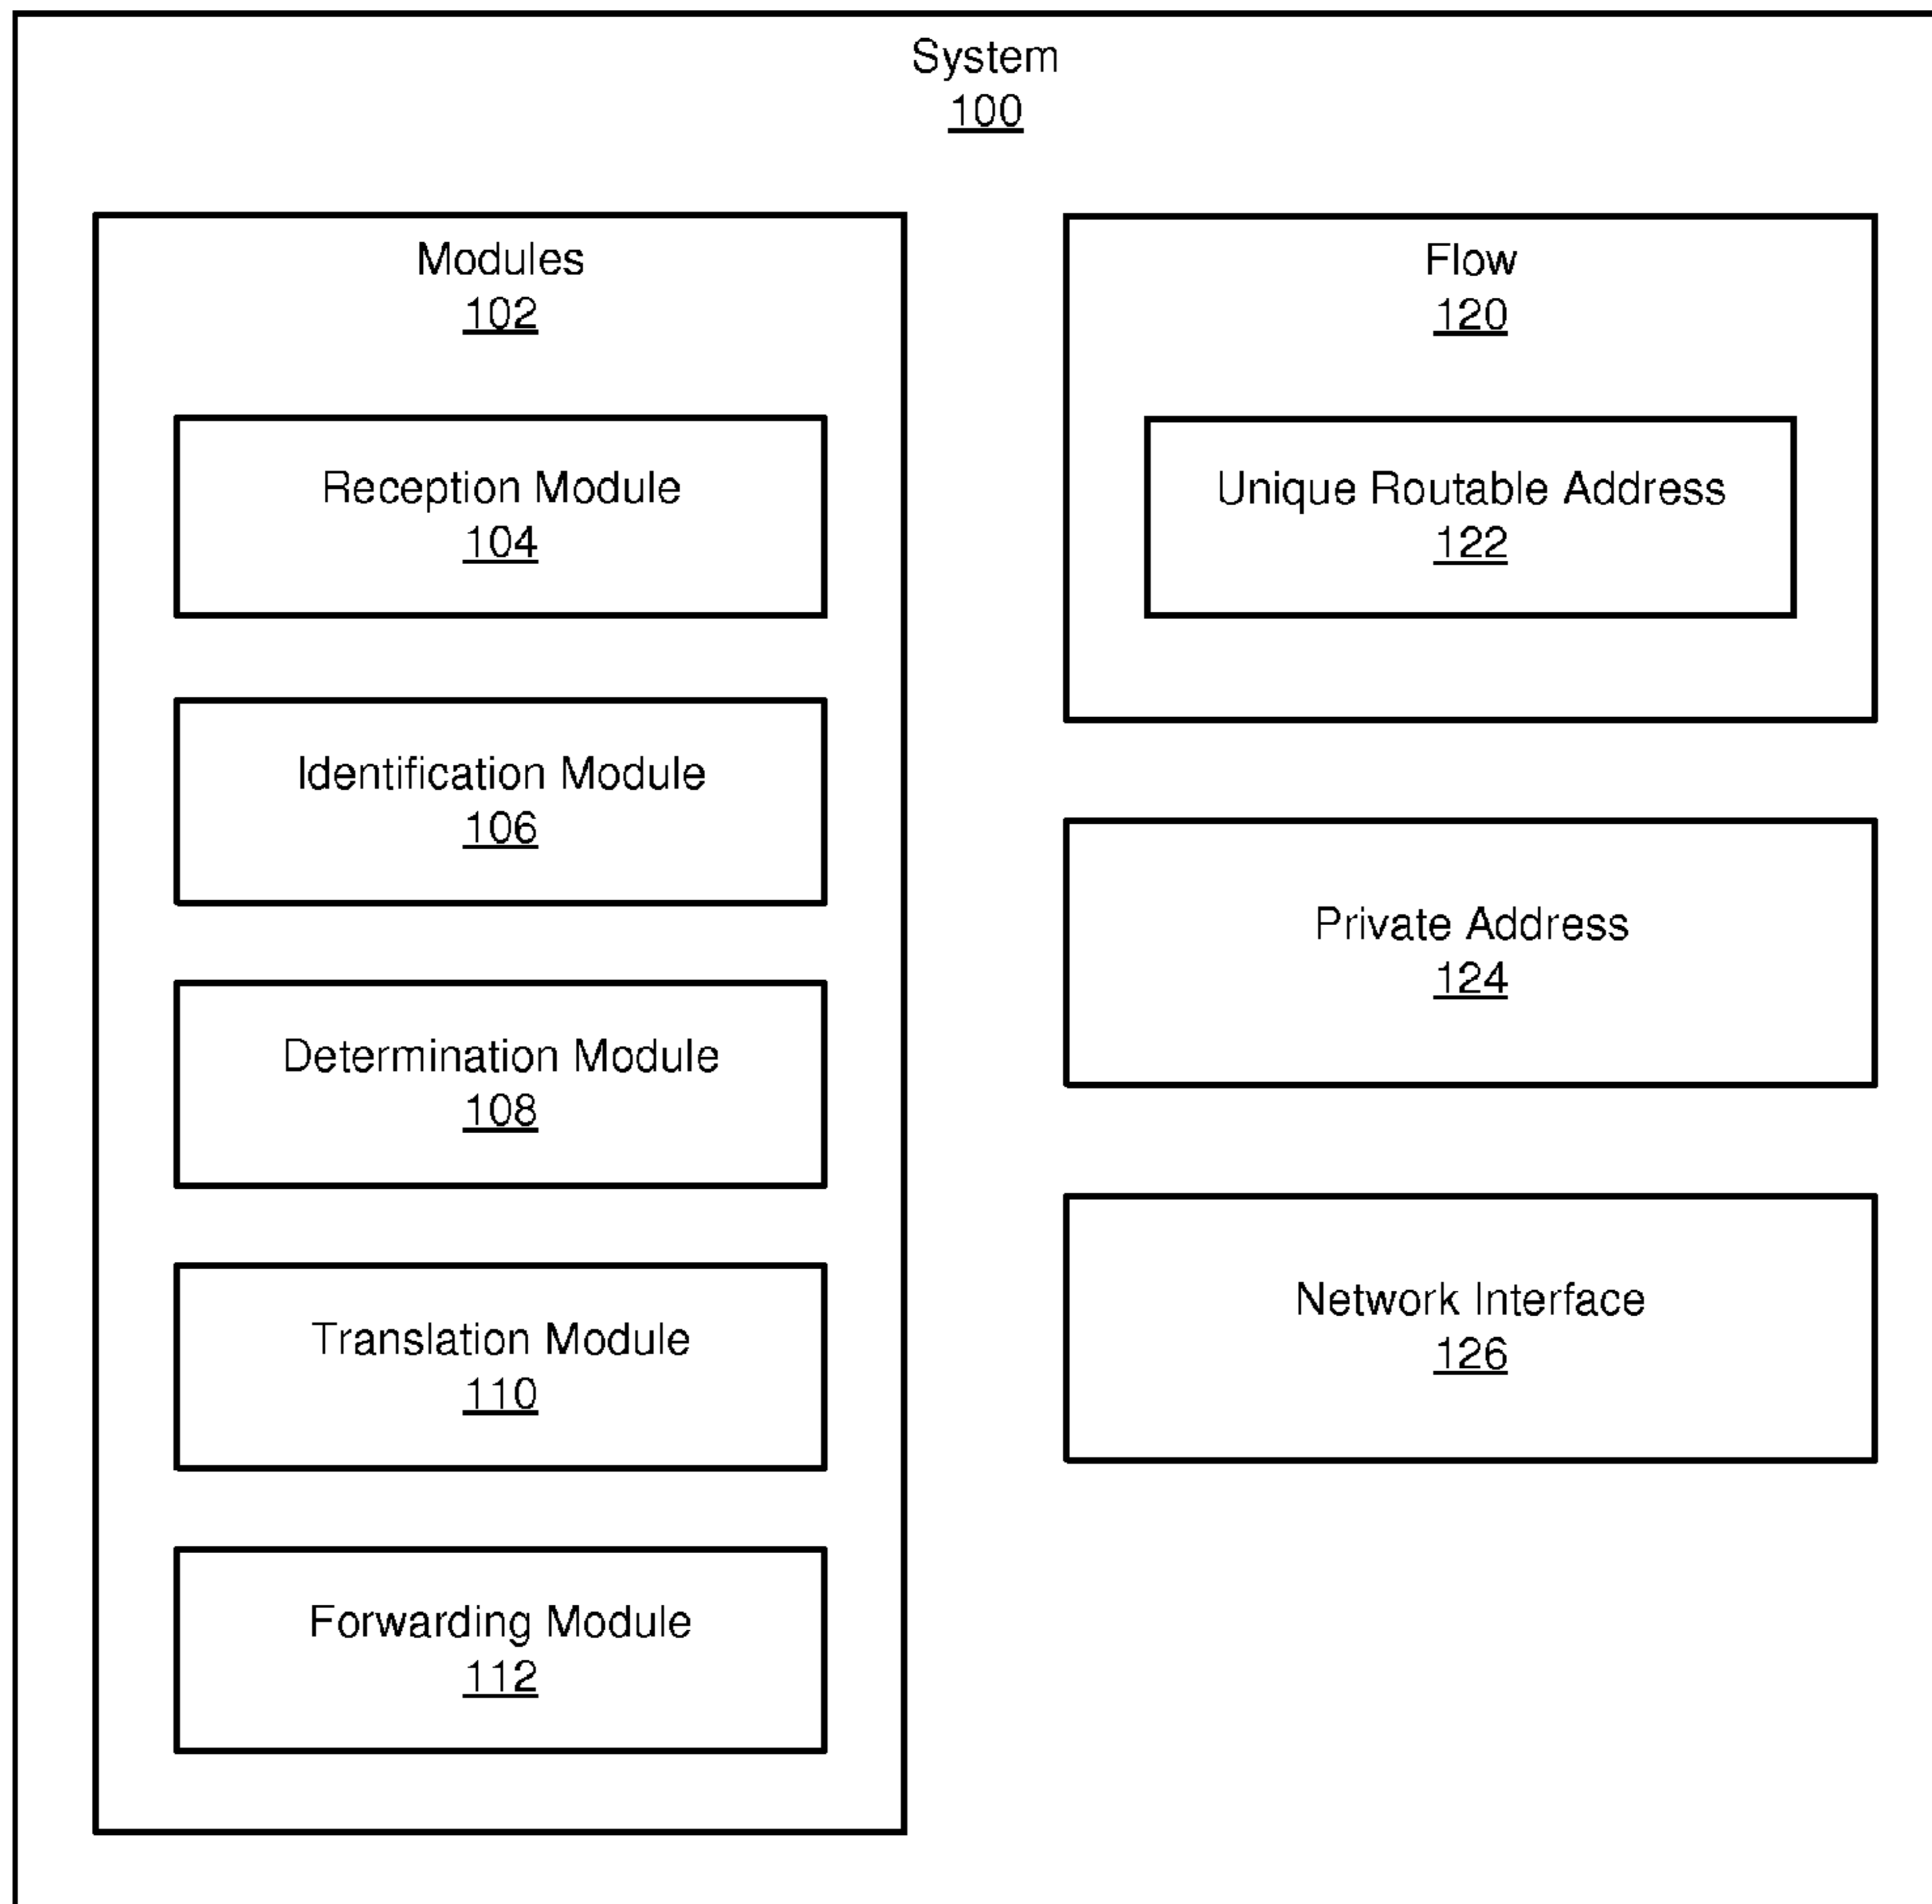 System
100
Modules
102
Reception Module
104
Identification Module
106
Determination Module
108
Translation Module
110
Forwarding Module
112
Flow
120
Unique Routable Address
122
Private Address
124
Network Interface
126